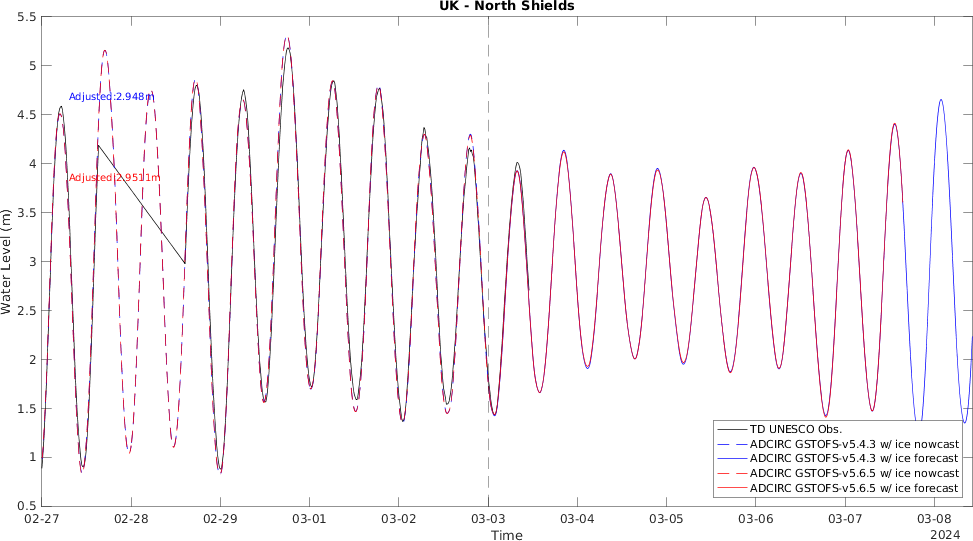 UK - North Shields
5.5
5
4.5
4
3.5
3
2.5
2
1.5
1
0.5
Water Level (m)
Adjusted:2.948m
Adjusted:2.9511m
TD UNESCO Obs.
ADCIRC GSTOFS-v5.4.3 w/ ice nowcast
ADCIRC GSTOFS-v5.4.3 w/ ice forecast
ADCIRC GSTOFS-v5.6.5 w/ ice nowcast
ADCIRC GSTOFS-v5.6.5 w/ ice forecast
02-27 02-28 02-29 03-01 03-02 03-03 03-04 03-05 03-06 03-07 03-08
Time
2024